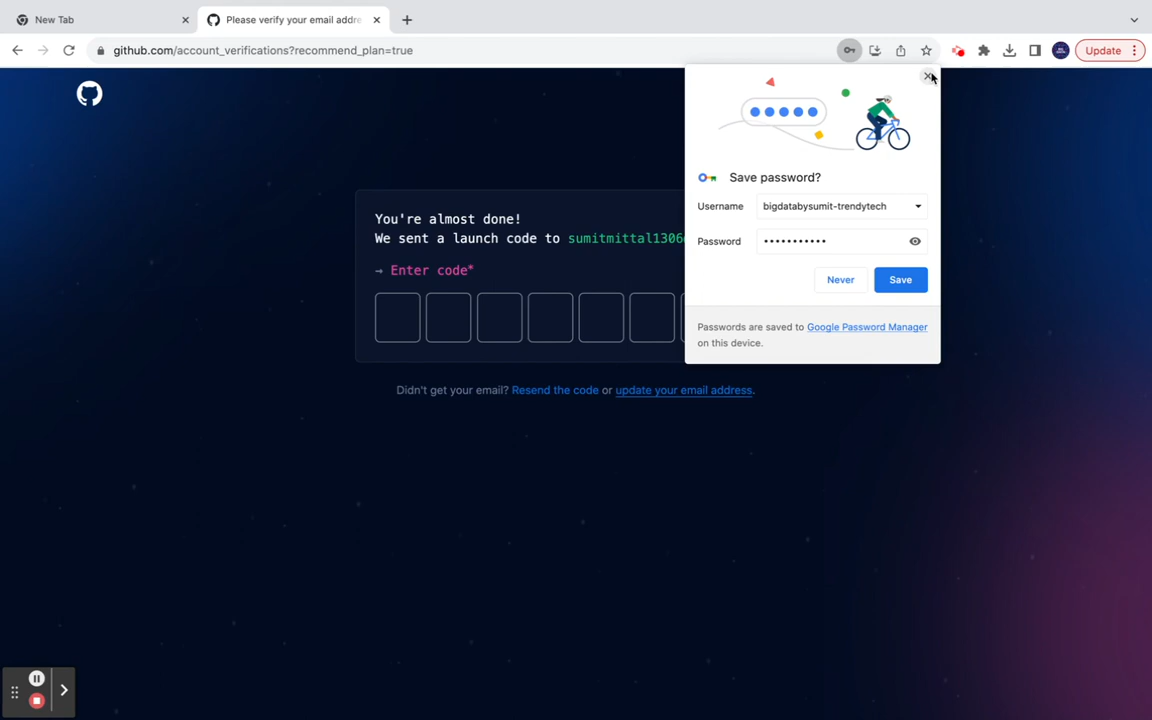 New Tab
Please verify your email addre
github.com/account_verifications?recommend_plan=true
Update
Save password?
Username
bigdatabysumit-trendytech
Password
•••••••••••
Never
Save
Passwords are saved to Google Password Manager
on this device.
You're almost done!
We sent a launch code to sumitmittal1306
→ Enter code*
Didn't get your email? Resend the code or update your email address.